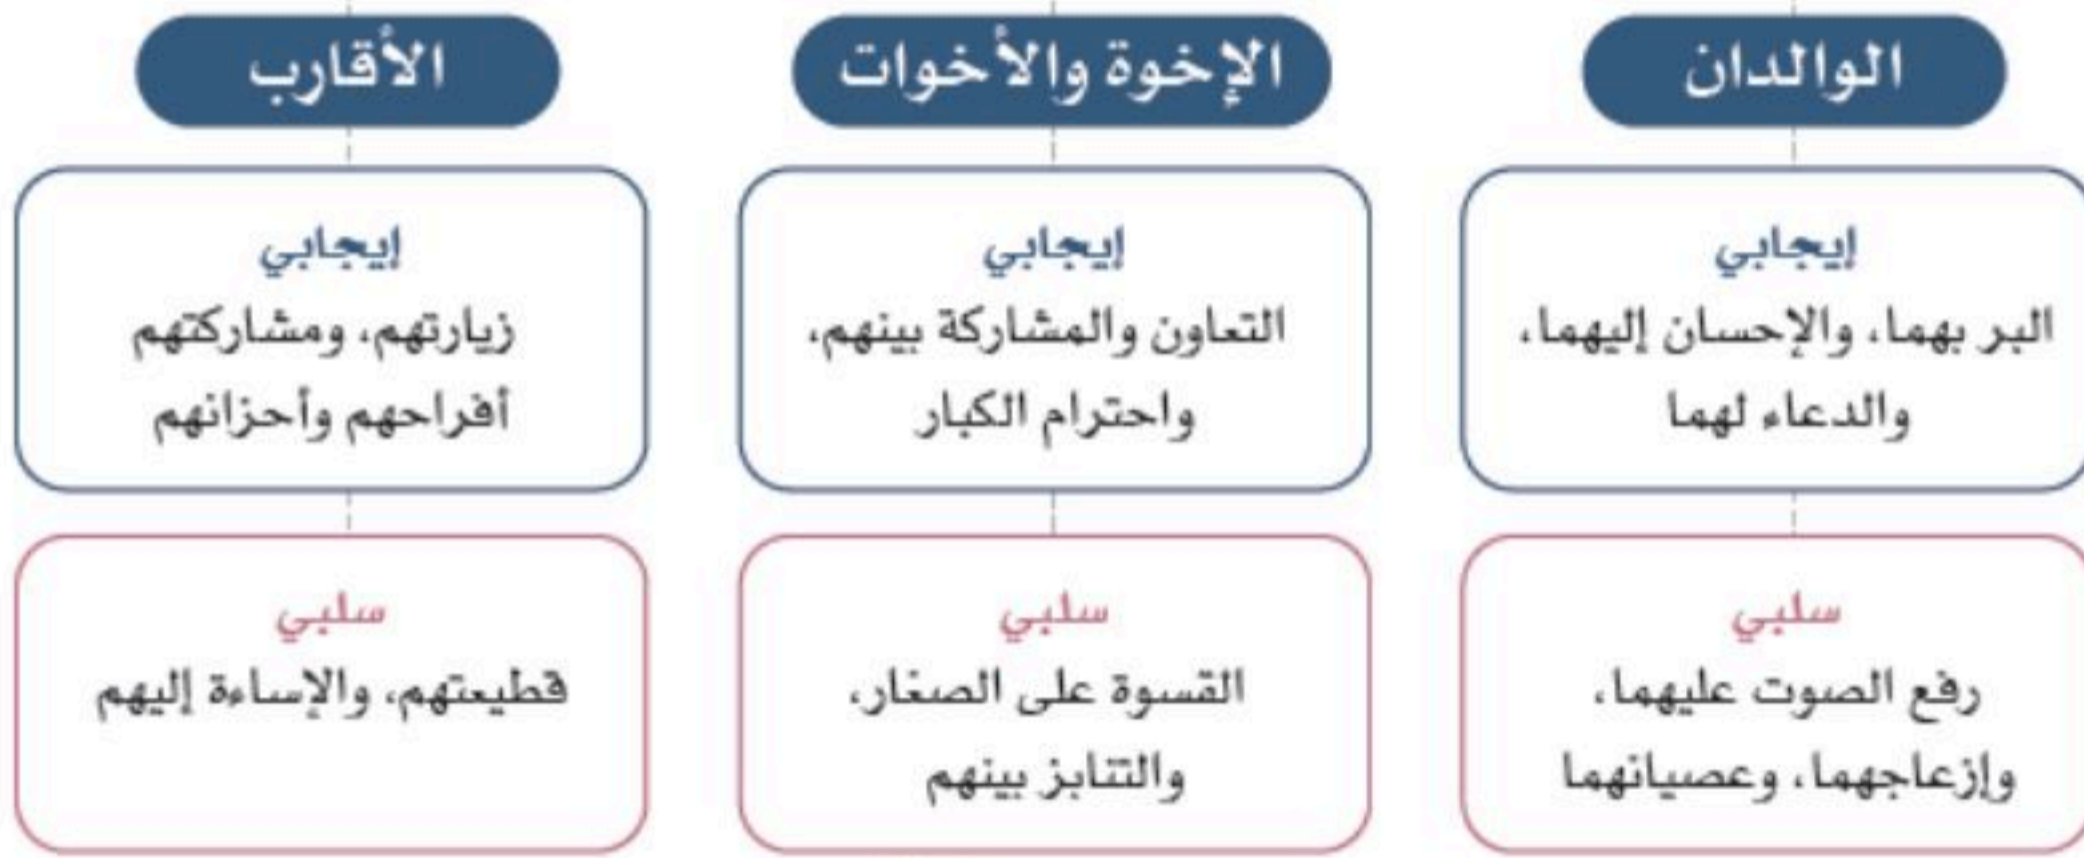 الوالدان
إيجابي
البر بهما، والإحسان إليهما،
والدعاء لهما
سلبي
رفع الصوت عليهما،
وإزعاجهما، وعصيانهما
الإخوة والأخوات
إيجابي
التعاون والمشاركة بينهم،
واحترام الكبار
سلبي
القسوة على الصغار،
والتنابز بينهم
الأقارب
إيجابي
زيارتهم، ومشاركتهم
أفراحهم وأحزانهم
سلبي
قطيعتهم، والإساءة إليهم